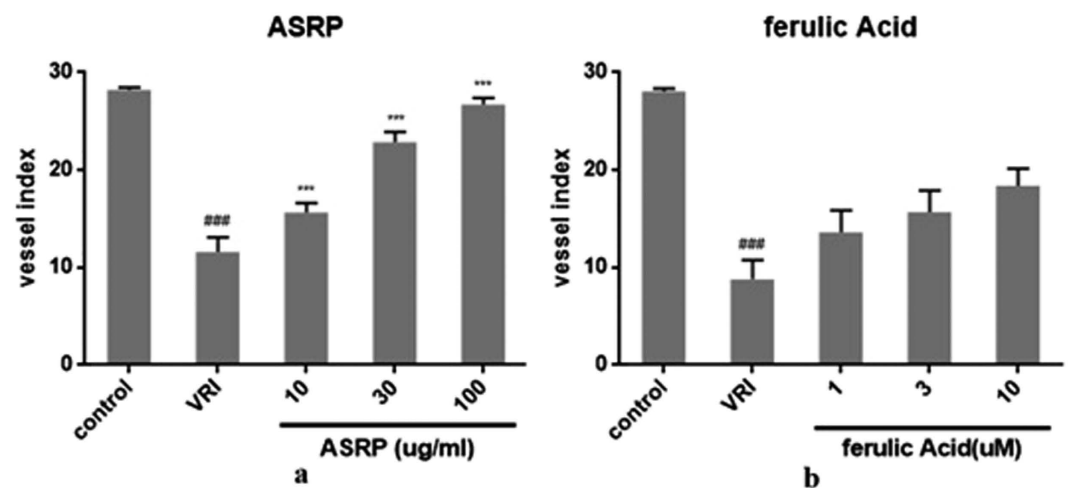 ASRP
vessel index
30
20
10
0
###
***
***
***
control
VRI
10
30
100
ASRP (ug/ml)
a
ferulic Acid
vessel index
30
20
10
0
###
control
VRI
1
3
10
ferulic Acid(uM)
b